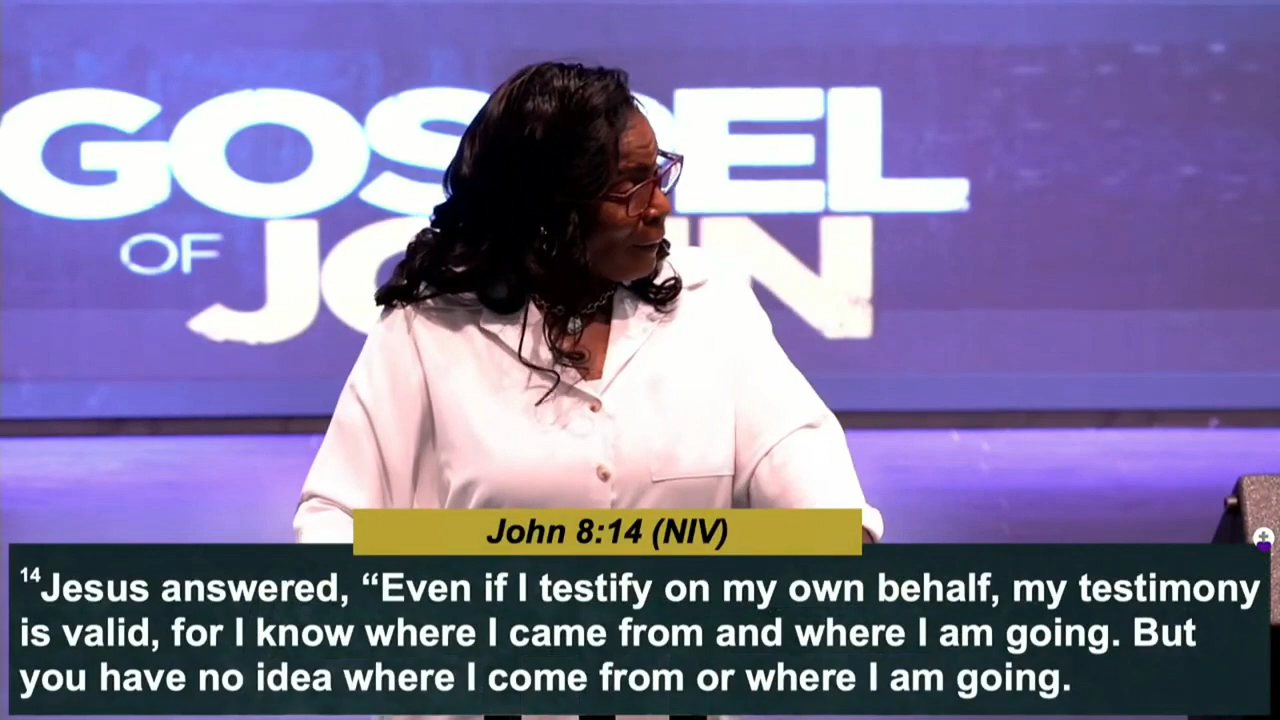 GOSPEL
OF
JOHN
John 8:14 (NIV)
14Jesus answered, “Even if I testify on my own behalf, my testimony
is valid, for I know where I came from and where I am going. But
you have no idea where I come from or where I am going.